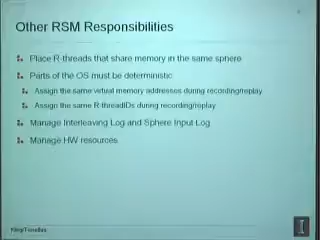 Other RSM Responsibilities
Place R-threads that share memory in the same sphere
Parts of the OS must be deterministic
Assign the same virtual memory addresses during recording/replay
Assign the same R-threadIDs during recording/replay
Manage Interleaving Log and Sphere Input Log
Manage HW resources